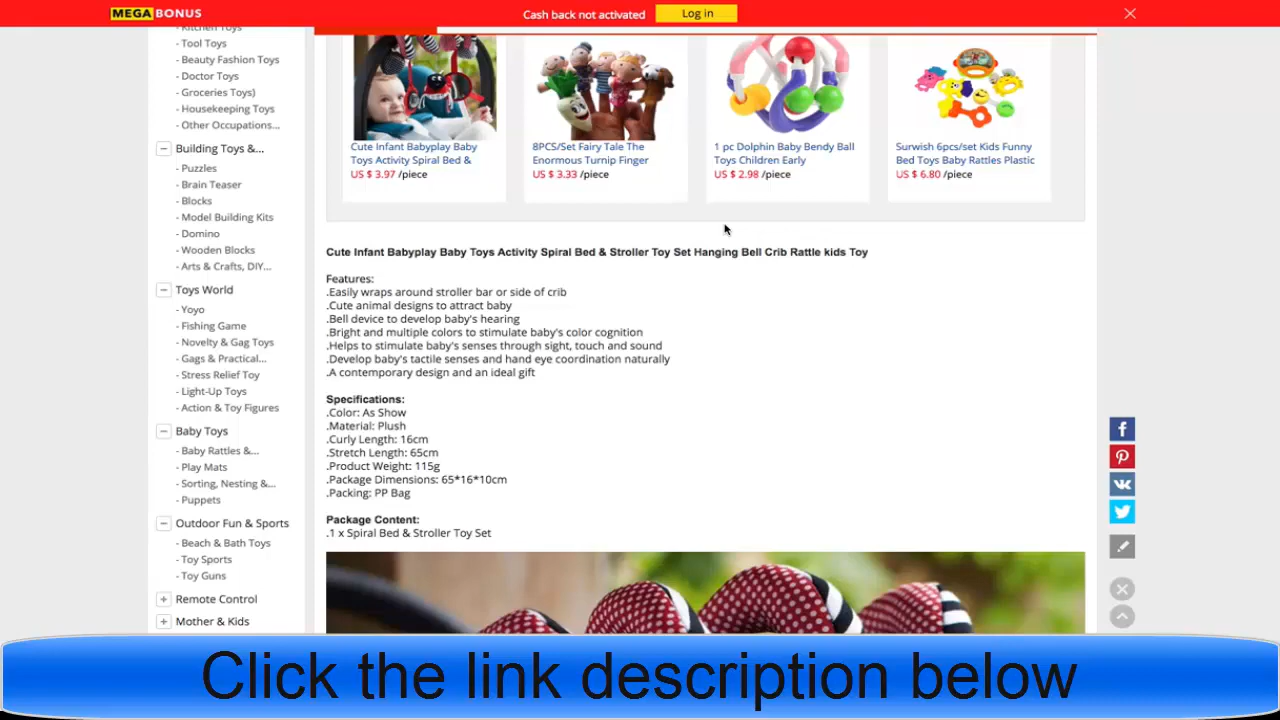 MEGABONUS
Cash back not activated
Log in
- Kitchen Toys
- Tool Toys
- Beauty Fashion Toys
- Doctor Toys
- Groceries Toys)
- Housekeeping Toys
- Other Occupations...
Building Toys &...
- Puzzles
- Brain Teaser
- Blocks
- Model Building Kits
- Domino
- Wooden Blocks
- Arts & Crafts, DIY...
Toys World
- Yoyo
- Fishing Game
- Novelty & Gag Toys
- Gags & Practical...
- Stress Relief Toy
- Light-Up Toys
- Action & Toy Figures
Baby Toys
- Baby Rattles &...
- Play Mats
- Sorting, Nesting &...
- Puppets
Outdoor Fun & Sports
- Beach & Bath Toys
- Toy Sports
- Toy Guns
Remote Control
Mother & Kids
Cute Infant Babyplay Baby
Toys Activity Spiral Bed &
US $ 3.97 /piece
8PCS/Set Fairy Tale The
Enormous Turnip Finger
US $ 3.33 /piece
1 pc Dolphin Baby Bendy Ball
Toys Children Early
US $ 2.98 /piece
Surwish 6pcs/set Kids Funny
Bed Toys Baby Rattles Plastic
US $ 6.80 /piece
Cute Infant Babyplay Baby Toys Activity Spiral Bed & Stroller Toy Set Hanging Bell Crib Rattle kids Toy
Features:
.Easily wraps around stroller bar or side of crib
.Cute animal designs to attract baby
.Bell device to develop baby's hearing
.Bright and multiple colors to stimulate baby's color cognition
.Helps to stimulate baby's senses through sight, touch and sound
.Develop baby's tactile senses and hand eye coordination naturally
.A contemporary design and an ideal gift
Specifications:
.Color: As Show
.Material: Plush
.Curly Length: 16cm
.Stretch Length: 65cm
.Product Weight: 115g
.Package Dimensions: 65*16*10cm
.Packing: PP Bag
Package Content:
.1 x Spiral Bed & Stroller Toy Set
Click the link description below